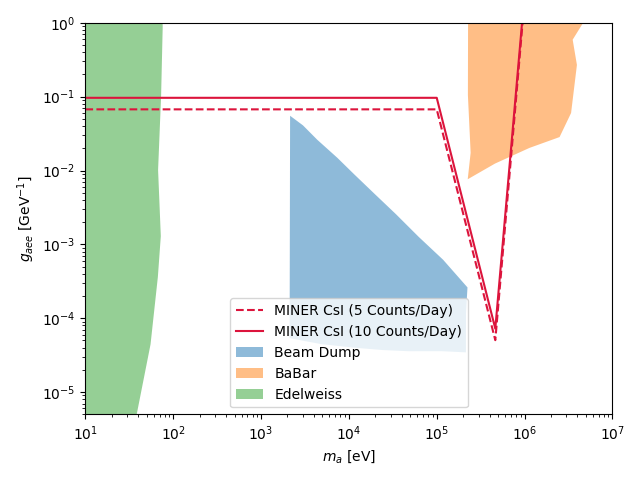 10^0
10^-1
10^-2
10^-3
10^-4
10^-5
g_aee [GeV^-1]
MINER CsI (5 Counts/Day)
MINER CsI (10 Counts/Day)
Beam Dump
BaBar
Edelweiss
10^1 10^2 10^3 10^4 10^5 10^6 10^7
m_a [eV]